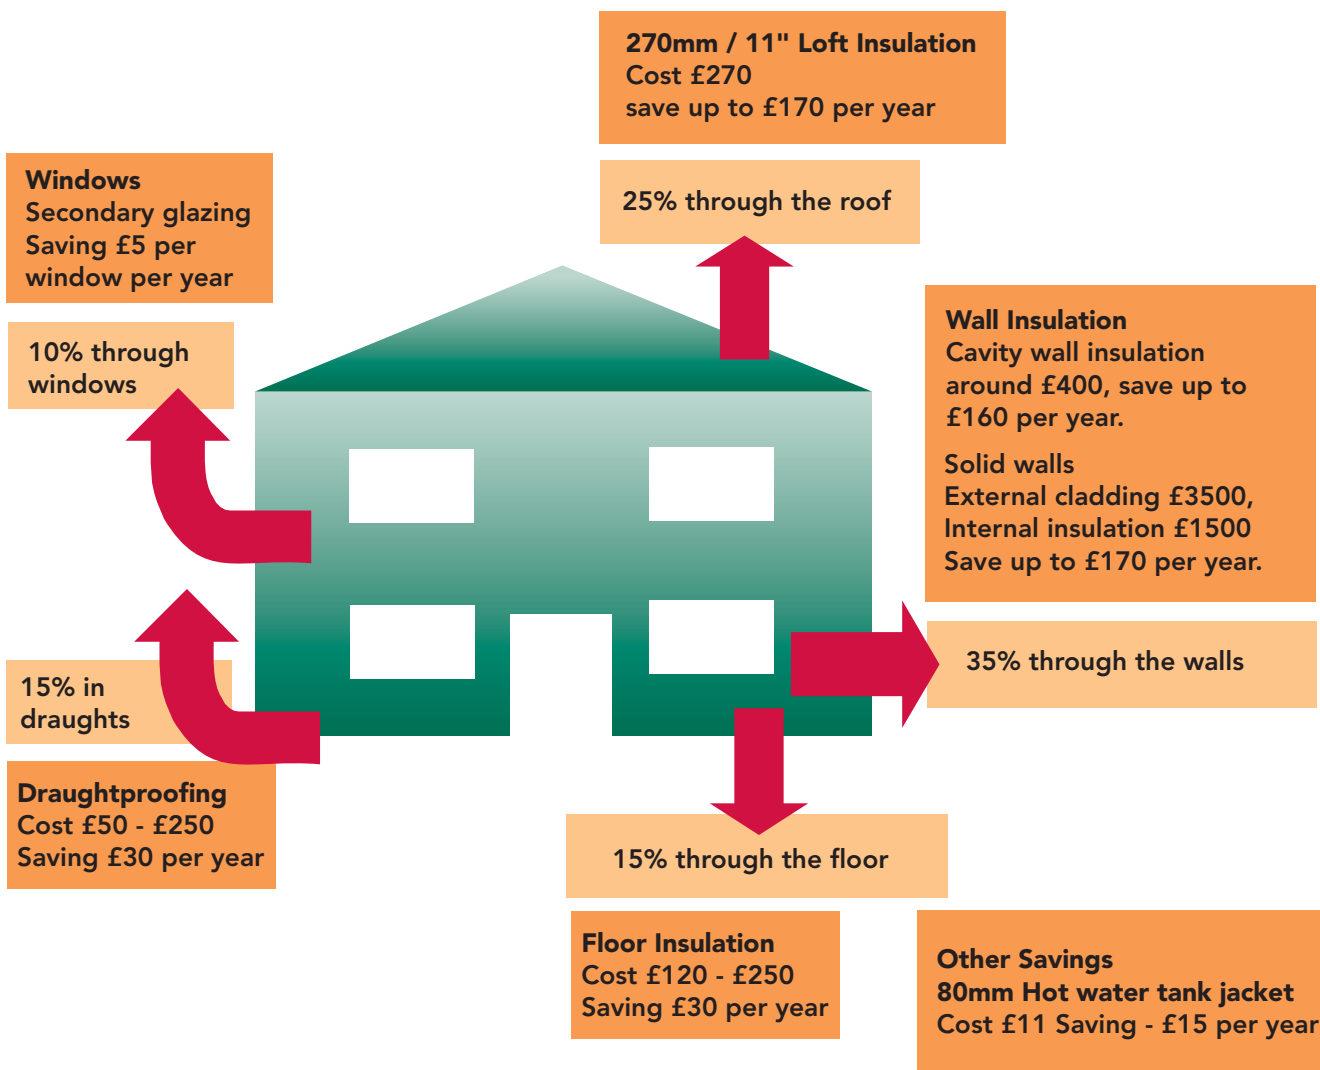 270mm / 11" Loft Insulation
Cost £270
save up to £170 per year
25% through the roof
Windows
Secondary glazing
Saving £5 per
window per year
10% through
windows
Wall Insulation
Cavity wall insulation
around £400, save up to
£160 per year.
Solid walls
External cladding £3500,
Internal insulation £1500
Save up to £170 per year.
35% through the walls
15% in
draughts
Draughtproofing
Cost £50 - £250
Saving £30 per year
15% through the floor
Floor Insulation
Cost £120 - £250
Saving £30 per year
Other Savings
80mm Hot water tank jacket
Cost £11 Saving - £15 per year